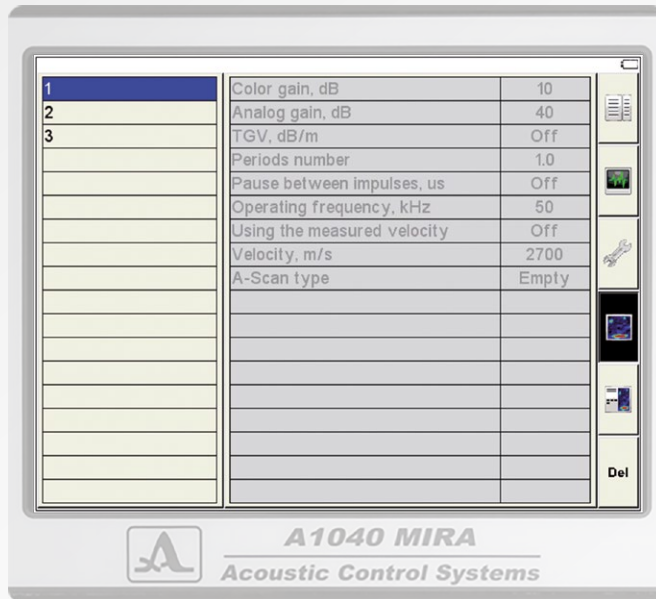 1
2
3
Color gain, dB 10
Analog gain, dB 40
TGV, dB/m Off
Periods number 1.0
Pause between impulses, us Off
Operating frequency, kHz 50
Using the measured velocity Off
Velocity, m/s 2700
A-Scan type Empty
Del
A1040 MIRA
Acoustic Control Systems